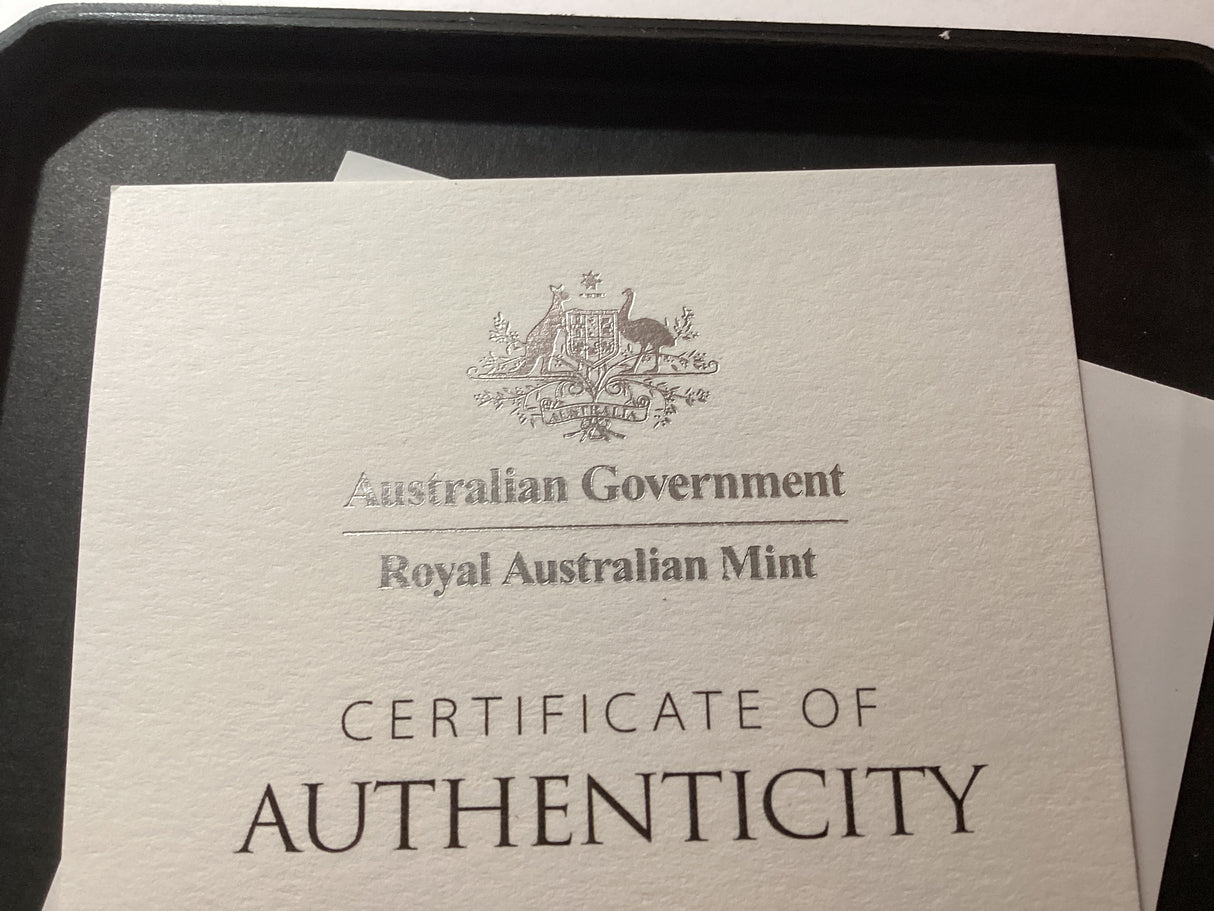 AUSTRALIA
Australian Government
Royal Australian Mint
CERTIFICATE OF
AUTHENTICITY